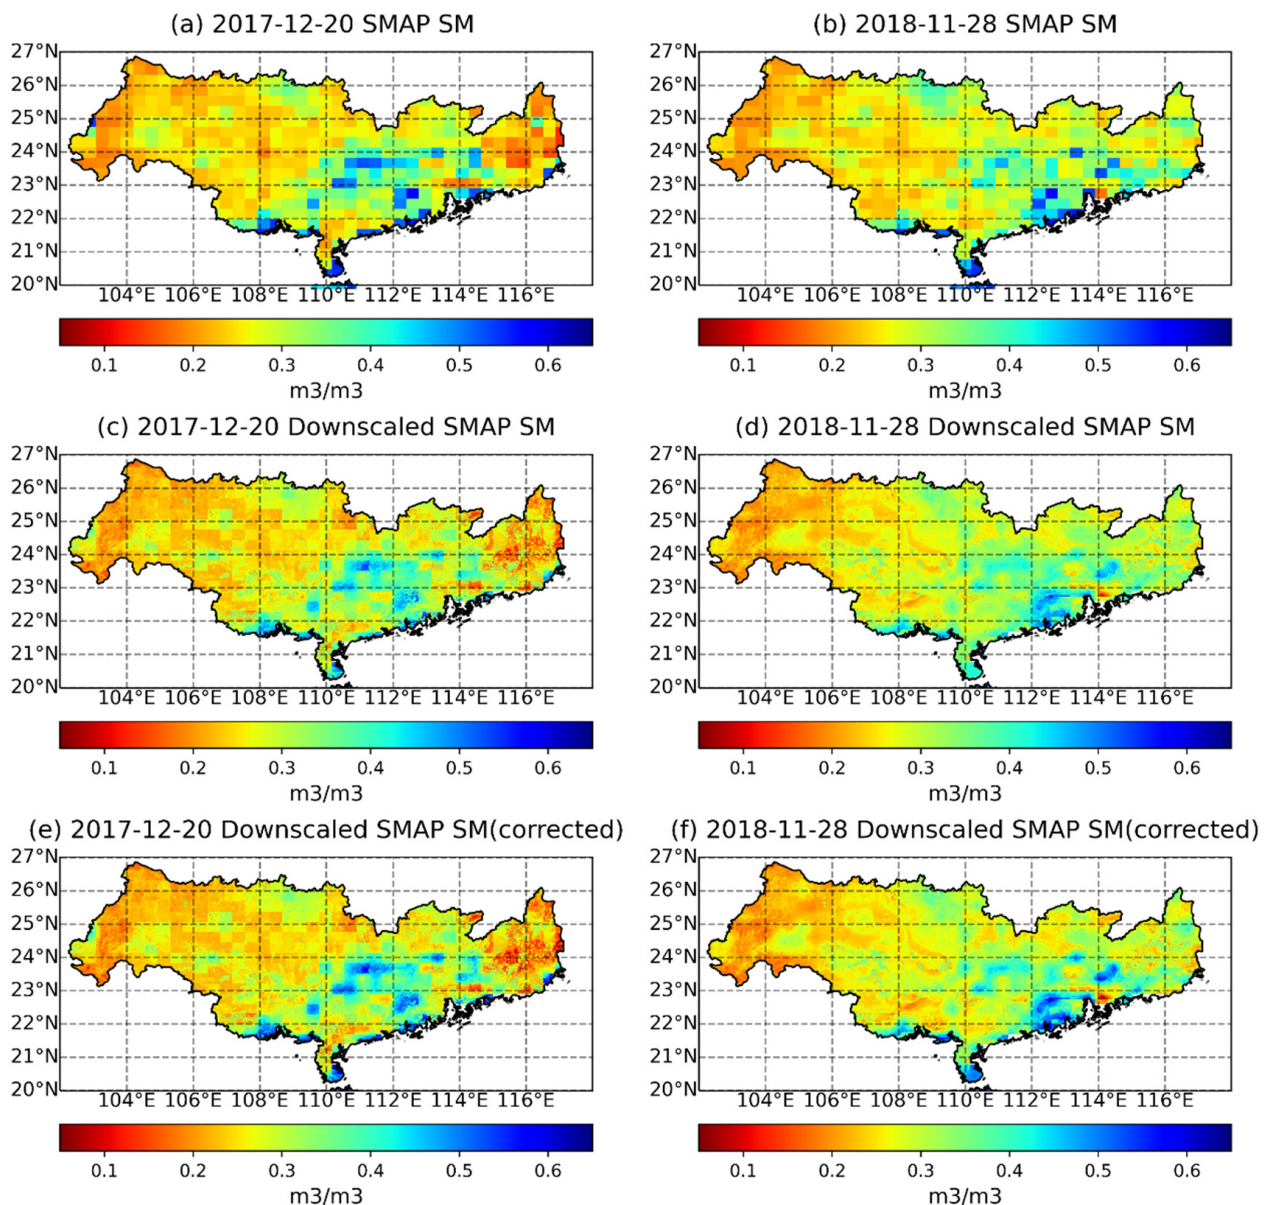 (a) 2017-12-20 SMAP SM
(b) 2018-11-28 SMAP SM
27°N
26°N
25°N
24°N
23°N
22°N
21°N
20°N
104°E 106°E 108°E 110°E 112°E 114°E 116°E
27°N
26°N
25°N
24°N
23°N
22°N
21°N
20°N
104°E 106°E 108°E 110°E 112°E 114°E 116°E
0.1 0.2 0.3 0.4 0.5 0.6
m3/m3
0.1 0.2 0.3 0.4 0.5 0.6
m3/m3
(c) 2017-12-20 Downscaled SMAP SM
(d) 2018-11-28 Downscaled SMAP SM
27°N
26°N
25°N
24°N
23°N
22°N
21°N
20°N
104°E 106°E 108°E 110°E 112°E 114°E 116°E
27°N
26°N
25°N
24°N
23°N
22°N
21°N
20°N
104°E 106°E 108°E 110°E 112°E 114°E 116°E
0.1 0.2 0.3 0.4 0.5 0.6
m3/m3
0.1 0.2 0.3 0.4 0.5 0.6
m3/m3
(e) 2017-12-20 Downscaled SMAP SM(corrected)
(f) 2018-11-28 Downscaled SMAP SM(corrected)
27°N
26°N
25°N
24°N
23°N
22°N
21°N
20°N
104°E 106°E 108°E 110°E 112°E 114°E 116°E
27°N
26°N
25°N
24°N
23°N
22°N
21°N
20°N
104°E 106°E 108°E 110°E 112°E 114°E 116°E
0.1 0.2 0.3 0.4 0.5 0.6
m3/m3
0.1 0.2 0.3 0.4 0.5 0.6
m3/m3